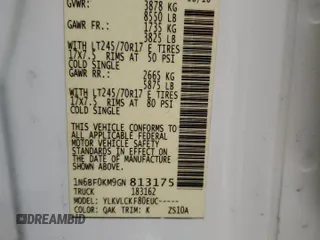 GVWR: 3878 KG
8550 LB
GAWR FR.: 1735 KG
3825 LB
WITH LT245/70R17 E TIRES
17X7.5 RIMS AT 50 PSI
COLD SINGLE
GAWR RR.: 2665 KG
5875 LB
WITH LT245/70R17 E TIRES
17X7.5 RIMS AT 80 PSI
COLD SINGLE
THIS VEHICLE CONFORMS TO
ALL APPLICABLE FEDERAL
MOTOR VEHICLE SAFETY
STANDARDS IN EFFECT ON THE
DATE OF MANUFACTURE SHOWN
ABOVE.
1N6BF0KM9GN 813175
TRUCK 183162
MODEL: YLKVLCKF80EUC-----
COLOR: QAK TRIM: K ZS10A
DREAMBID